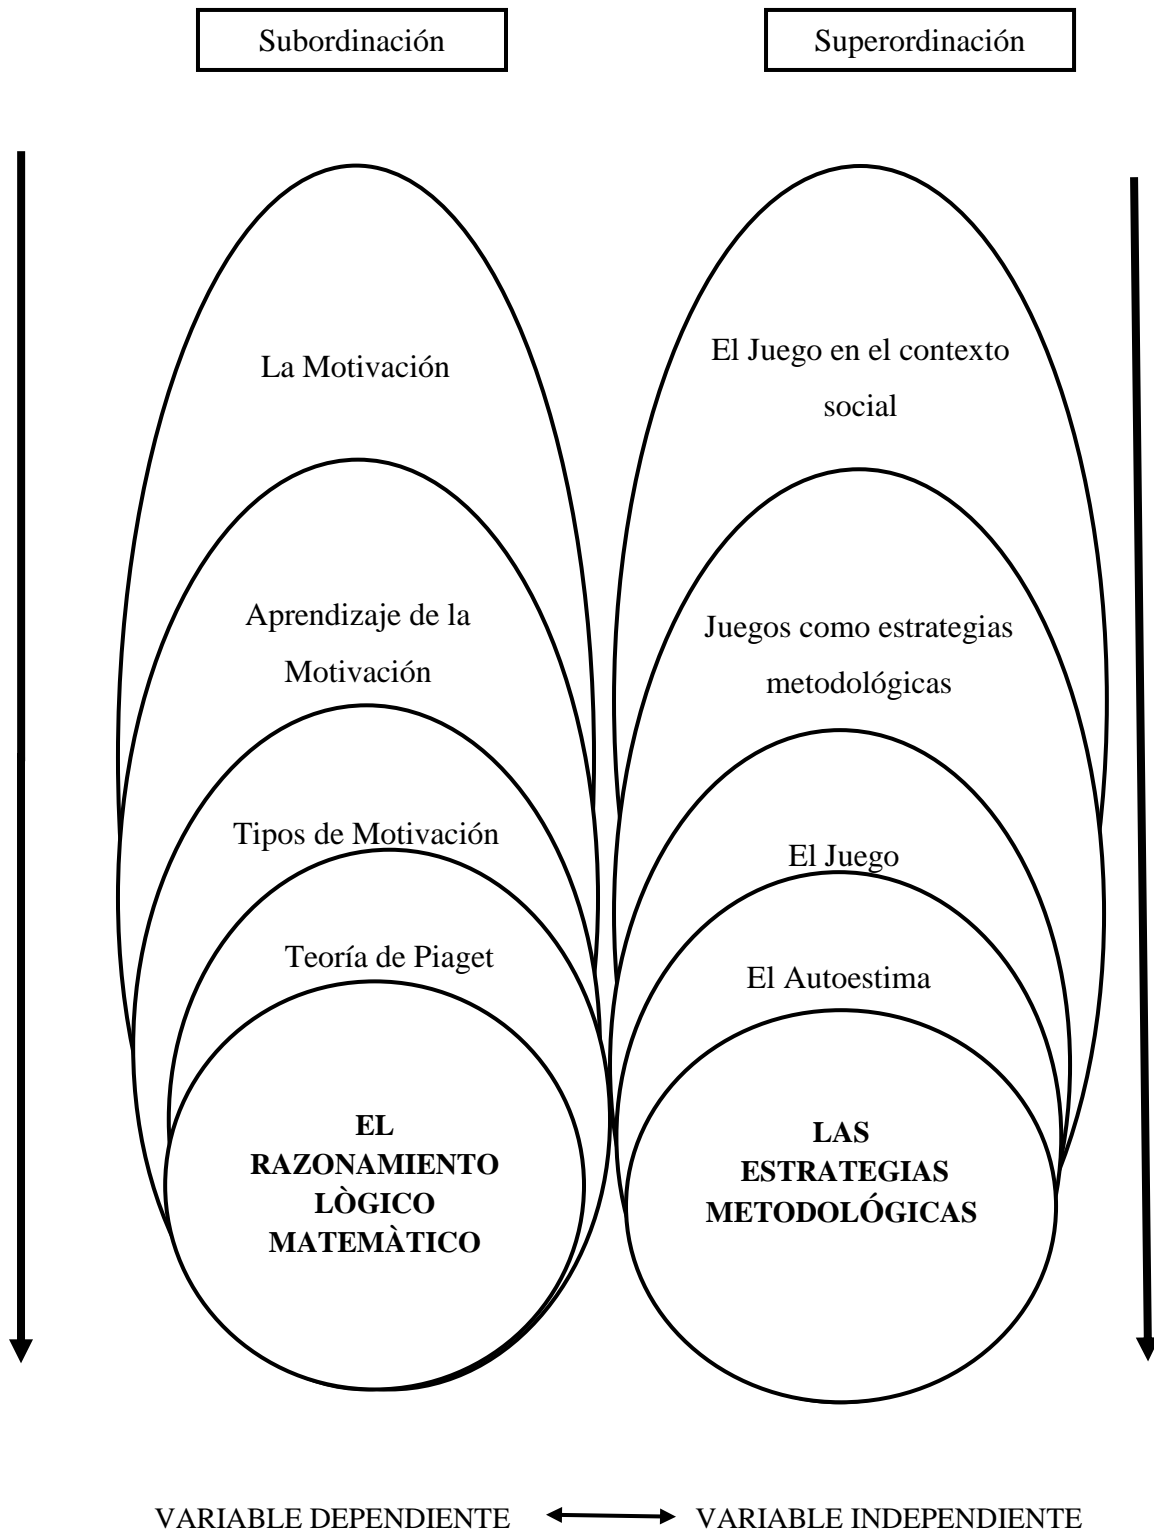 Subordinación
Superordinación
La Motivación
Aprendizaje de la
Motivación
Tipos de Motivación
Teoría de Piaget
EL
RAZONAMIENTO
LÒGICO
MATEMÀTICO
El Juego en el contexto
social
Juegos como estrategias
metodológicas
El Juego
El Autoestima
LAS
ESTRATEGIAS
METODOLÓGICAS
VARIABLE DEPENDIENTE
VARIABLE INDEPENDIENTE